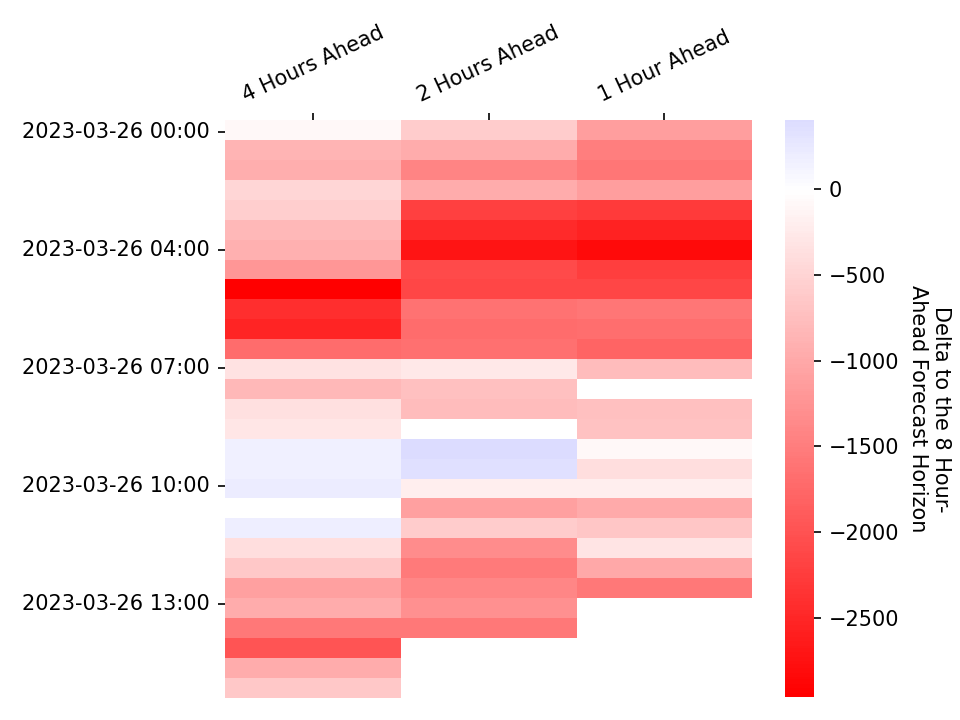 4 Hours Ahead
2 Hours Ahead
1 Hour Ahead
2023-03-26 00:00
2023-03-26 04:00
2023-03-26 07:00
2023-03-26 10:00
2023-03-26 13:00
0
−500
−1000
−1500
−2000
−2500
Delta to the 8 Hour-
Ahead Forecast Horizon